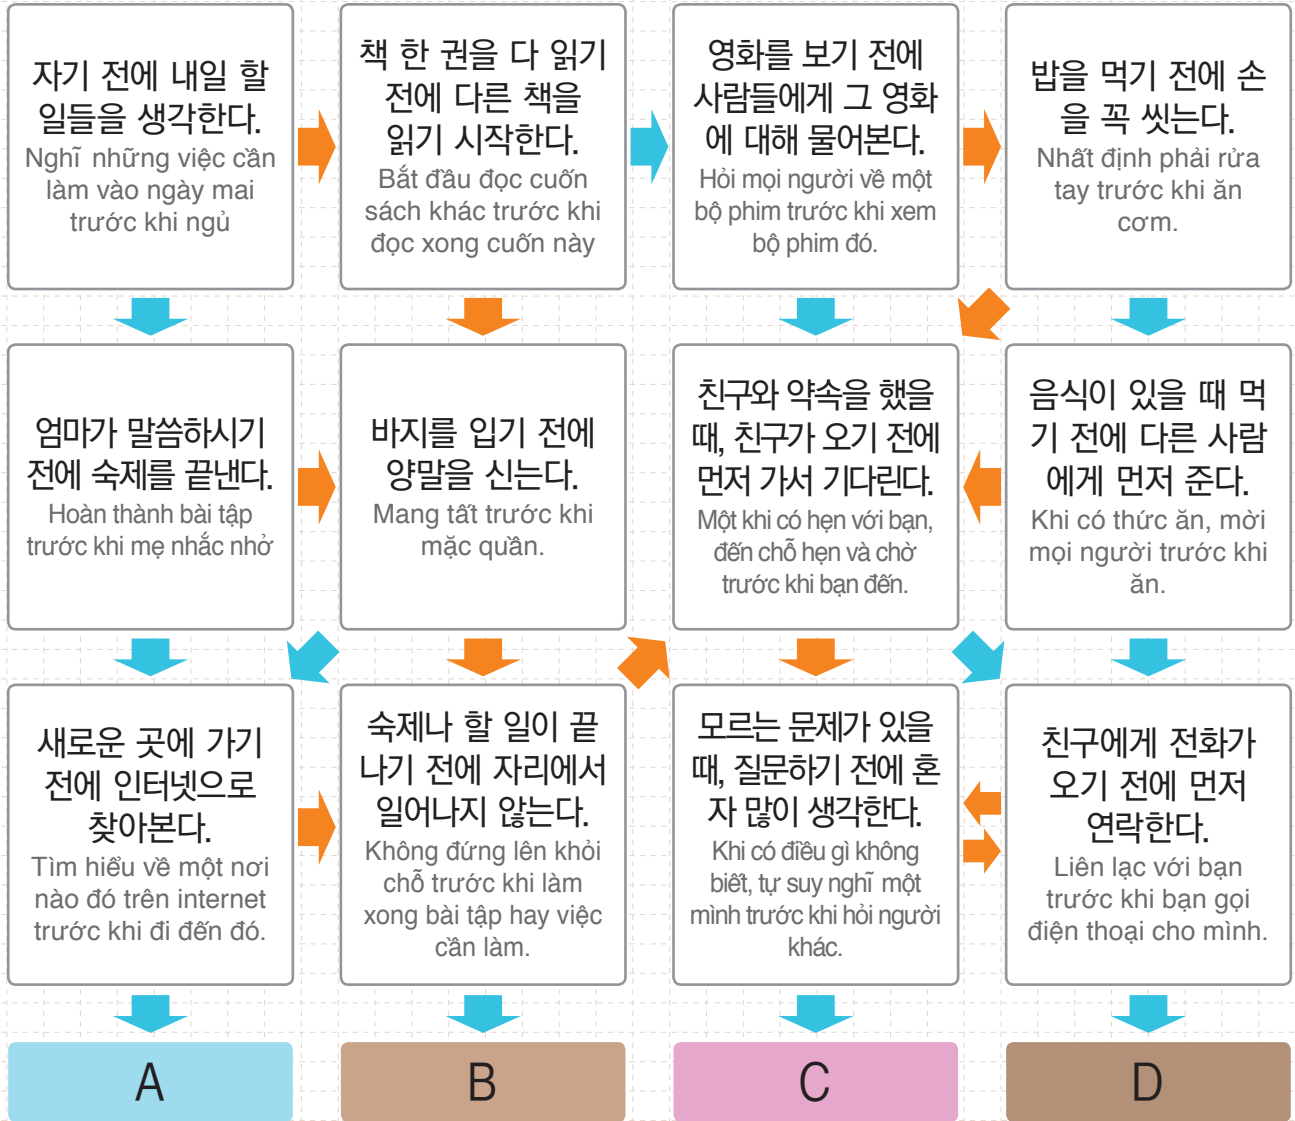 자기 전에 내일 할
일들을 생각한다.
Nghĩ những việc cần
làm vào ngày mai
trước khi ngủ
책 한 권을 다 읽기
전에 다른 책을
읽기 시작한다.
Bắt đầu đọc cuốn
sách khác trước khi
đọc xong cuốn này
영화를 보기 전에
사람들에게 그 영화
에 대해 물어본다.
Hỏi mọi người về một
bộ phim trước khi xem
bộ phim đó.
밥을 먹기 전에 손
을 꼭 씻는다.
Nhất định phải rửa
tay trước khi ăn
cơm.
엄마가 말씀하시기
전에 숙제를 끝낸다.
Hoàn thành bài tập
trước khi mẹ nhắc nhở
바지를 입기 전에
양말을 신는다.
Mang tất trước khi
mặc quần.
친구와 약속을 했을
때, 친구가 오기 전에
먼저 가서 기다린다.
Một khi có hẹn với bạn,
đến chỗ hẹn và chờ
trước khi bạn đến.
음식이 있을 때 먹
기 전에 다른 사람
에게 먼저 준다.
Khi có thức ăn, mời
mọi người trước khi
ăn.
새로운 곳에 가기
전에 인터넷으로
찾아본다.
Tìm hiểu về một nơi
nào đó trên internet
trước khi đi đến đó.
숙제나 할 일이 끝
나기 전에 자리에서
일어나지 않는다.
Không đứng lên khỏi
chỗ trước khi làm
xong bài tập hay việc
cần làm.
모르는 문제가 있을
때, 질문하기 전에 혼
자 많이 생각한다.
Khi có điều gì không
biết, tự suy nghĩ một
mình trước khi hỏi người
khác.
친구에게 전화가
오기 전에 먼저
연락한다.
Liên lạc với bạn
trước khi bạn gọi
điện thoại cho mình.
A
B
C
D